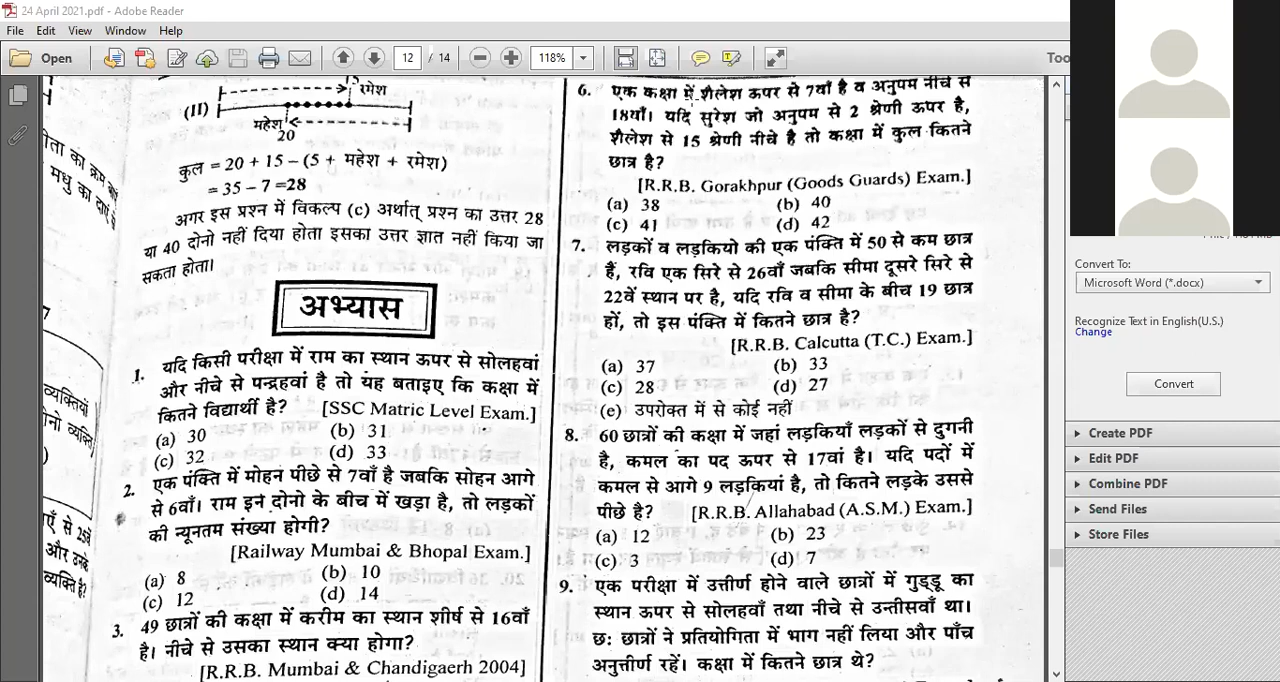 24 April 2021.pdf - Adobe Reader
File Edit View Window Help
Open 12 / 14 118%
15
रमेश
(II)
महेश
20
कुल = 20 + 15 – (5 + महेश + रमेश)
= 35 – 7 =28
अगर इस प्रश्न में विकल्प (c) अर्थात् प्रश्न का उत्तर 28
या 40 दोनो नहीं दिया होता इसका उत्तर ज्ञात नहीं किया जा
सकता होता।
अभ्यास
1. यदि किसी परीक्षा में राम का स्थान ऊपर से सोलहवां
और नीचे से पन्द्रहवां है तो यह बताइए कि कक्षा में
कितने विद्यार्थी है? [SSC Matric Level Exam.]
(a) 30 (b) 31
(c) 32 (d) 33
2. एक पंक्ति में मोहन पीछे से 7वाँ है जबकि सोहन आगे
से 6वाँ। राम इन दोनो के बीच में खड़ा है, तो लड़कों
की न्यूनतम संख्या होगी?
[Railway Mumbai & Bhopal Exam.]
(a) 8 (b) 10
(c) 12 (d) 14
3. 49 छात्रों की कक्षा में करीम का स्थान शीर्ष से 16वाँ
है। नीचे से उसका स्थान क्या होगा?
[R.R.B. Mumbai & Chandigaerh 2004]
6. एक कक्षा में शैलेश ऊपर से 7वाँ है व अनुपम नीचे से
18वाँ। यदि सुरेश जो अनुपम से 2 श्रेणी ऊपर है,
शैलेश से 15 श्रेणी नीचे है तो कक्षा में कुल कितने
छात्र है?
[R.R.B. Gorakhpur (Goods Guards) Exam.]
(a) 38 (b) 40
(c) 41 (d) 42
7. लड़कों व लड़कियो की एक पंक्ति में 50 से कम छात्र
हैं, रवि एक सिरे से 26वाँ जबकि सीमा दूसरे सिरे से
22वें स्थान पर है, यदि रवि व सीमा के बीच 19 छात्र
हों, तो इस पंक्ति में कितने छात्र है?
[R.R.B. Calcutta (T.C.) Exam.]
(a) 37 (b) 33
(c) 28 (d) 27
(e) उपरोक्त में से कोई नहीं
8. 60 छात्रों की कक्षा में जहां लड़कियाँ लड़कों से दुगनी
है, कमल का पद ऊपर से 17वां है। यदि पदों में
कमल से आगे 9 लड़कियां है, तो कितने लड़के उससे
पीछे है? [R.R.B. Allahabad (A.S.M.) Exam.]
(a) 12 (b) 23
(c) 3 (d) 7
9. एक परीक्षा में उत्तीर्ण होने वाले छात्रों में गुड्डू का
स्थान ऊपर से सोलहवाँ तथा नीचे से उन्तीसवाँ था।
छ: छात्रों ने प्रतियोगिता में भाग नहीं लिया और पाँच
अनुत्तीर्ण रहें। कक्षा में कितने छात्र थे?
Convert To:
Microsoft Word (*.docx)
Recognize Text in English(U.S.)
Change
Convert
Create PDF
Edit PDF
Combine PDF
Send Files
Store Files